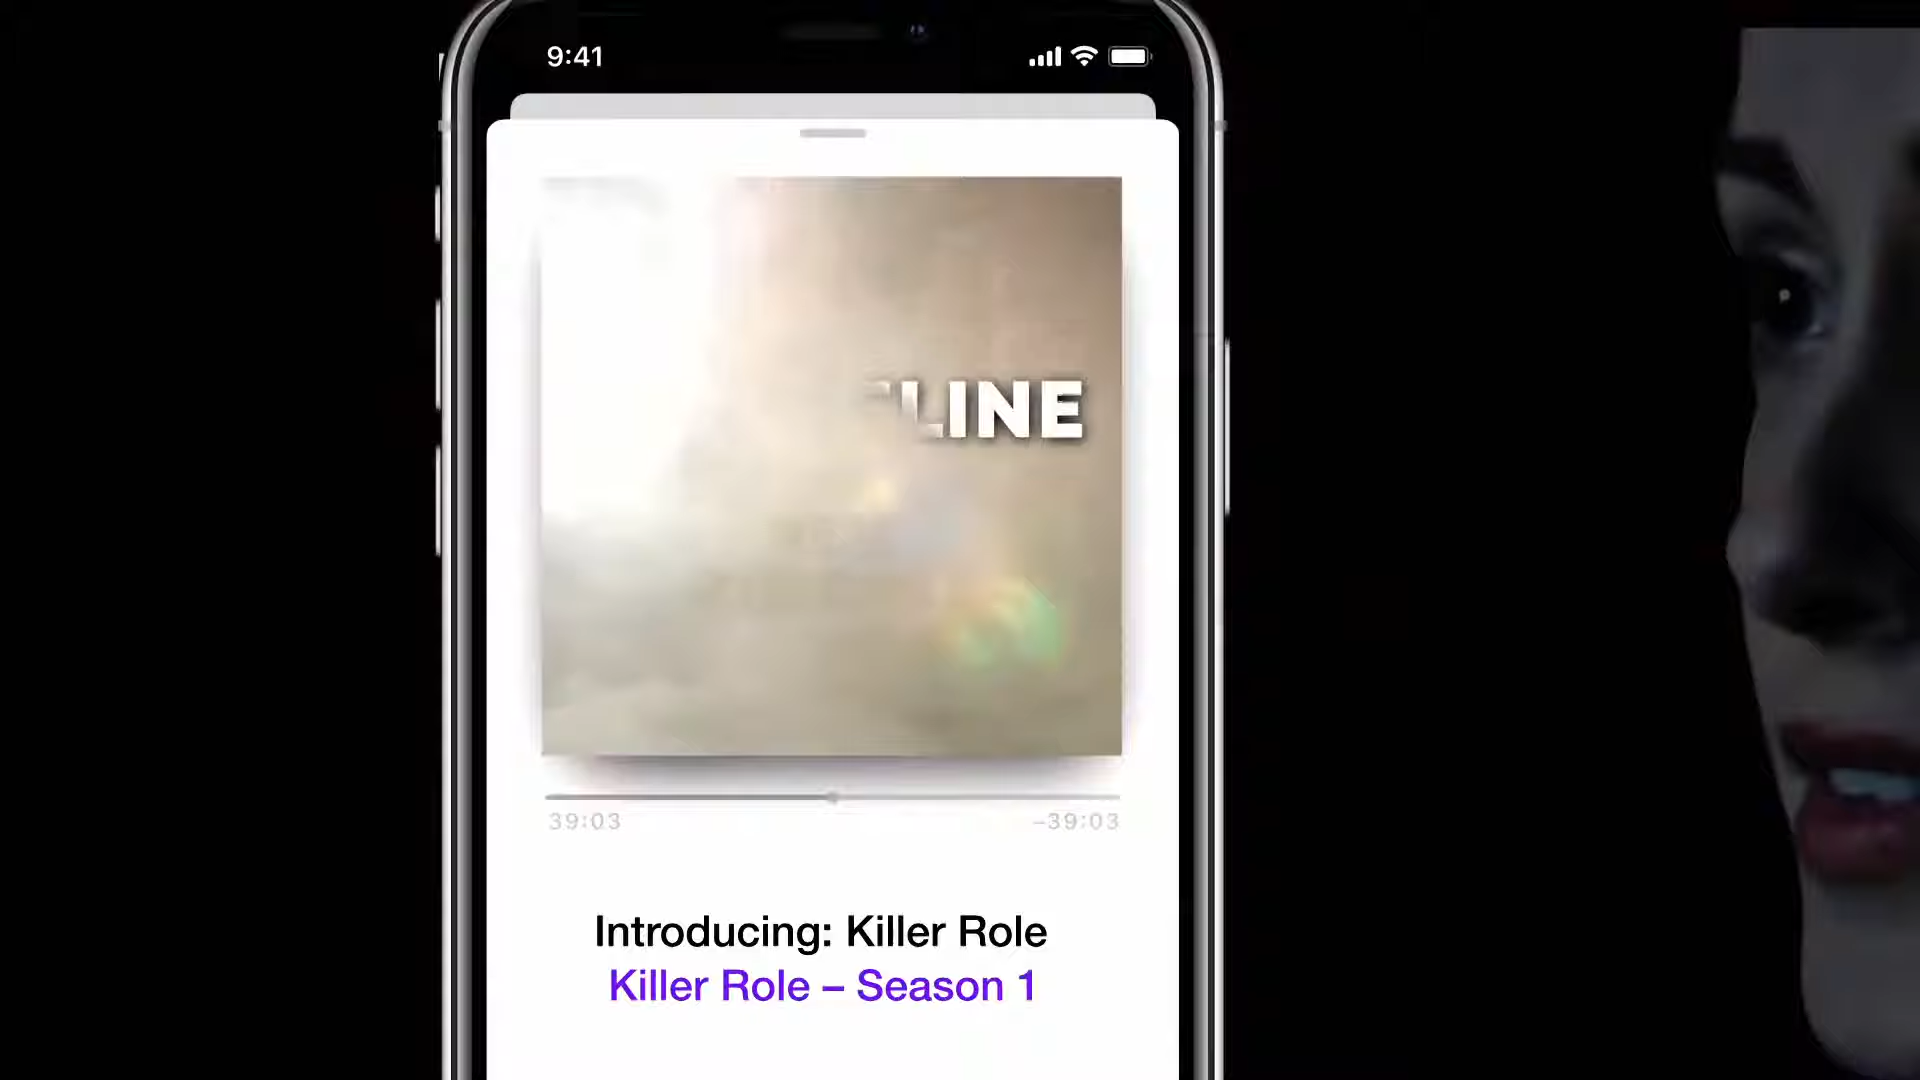 9:41
LINE
39:03
–39:03
Introducing: Killer Role
Killer Role – Season 1